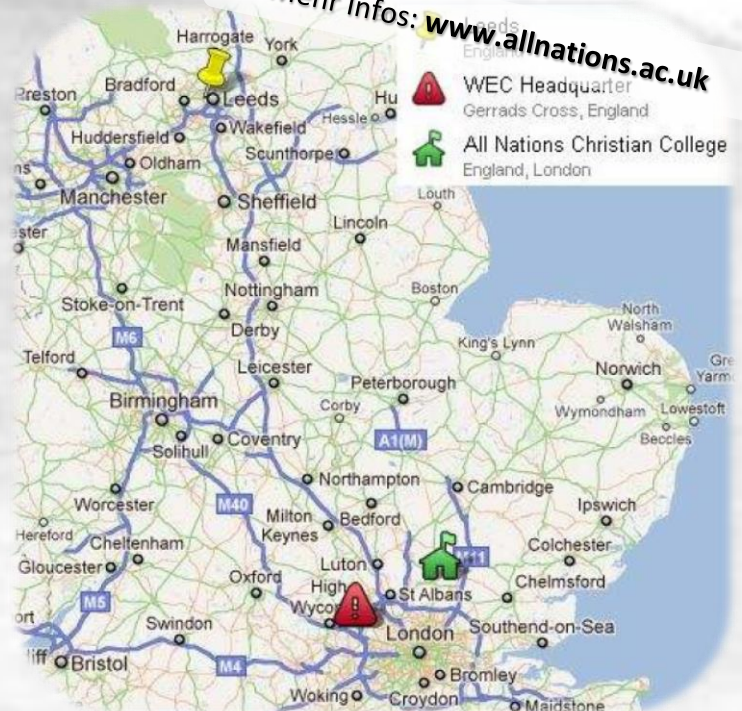 mehr Infos: www.allnations.ac.uk
Leeds
England
WEC Headquarter
Gerrads Cross, England
All Nations Christian College
England, London
Harrogate
York
Preston
Bradford
Leeds
Hessle
Huddersfield
Wakefield
Oldham
Scunthorpe
Manchester
Sheffield
Louth
Lincoln
Mansfield
Boston
Stoke-on-Trent
Nottingham
Derby
North
Walsham
M6
King's Lynn
Telford
Leicester
Peterborough
Norwich
Birmingham
Corby
Wymondham
Lowestoft
A1(M)
Beccles
Solihull
Coventry
Northampton
Cambridge
Worcester
M40
Ipswich
Milton
Keynes
Bedford
Hereford
Cheltenham
Colchester
Gloucester
Luton
M11
Oxford
High
Chelmsford
M5
St Albans
Swindon
London
Southend-on-Sea
Bristol
M4
Bromley
Woking
Croydon
Maidstone